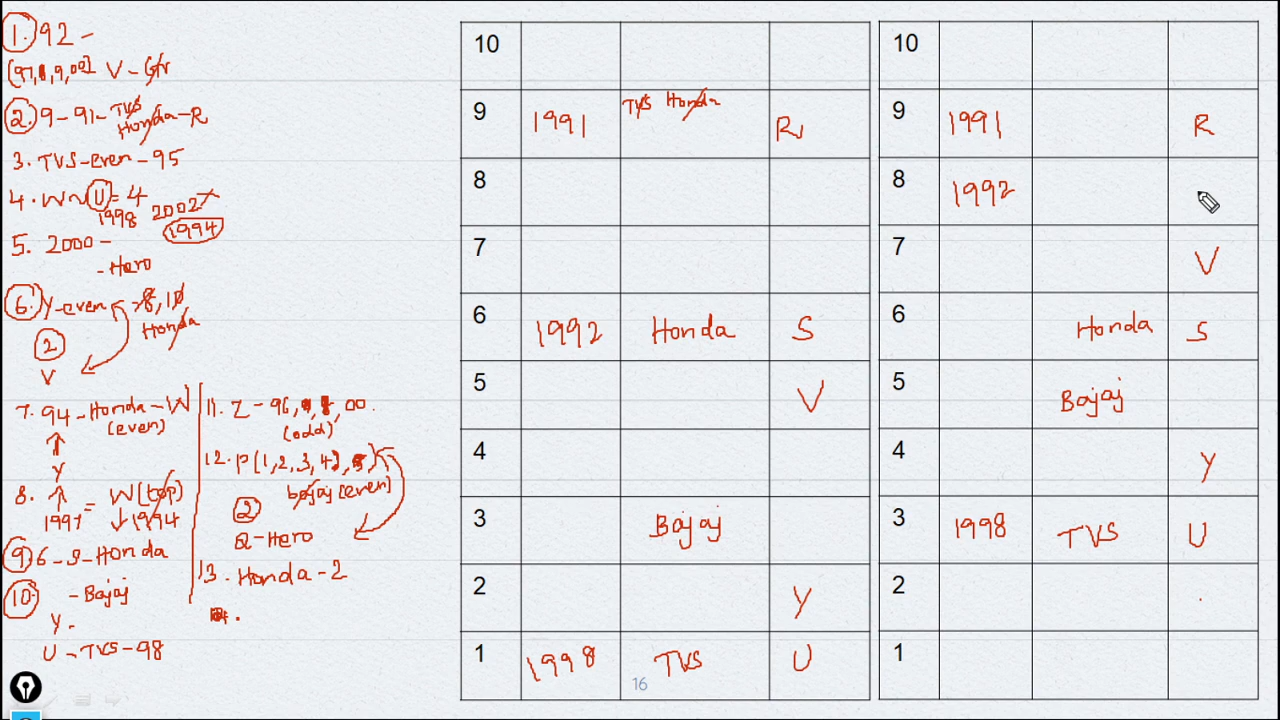 1. 92 -
[97,8,9,00] V -
2. 9 - 91 - TVS
Honda - R
3. TVS - even - 95
4. W ~ U = 4
1998 2002 x
1994
5. 2000 -
- Hero
6. Y - even - 8, 10
Honda
2
V
7. 94 - Honda - W
(even)
↑
Y
8. ↑ = W [top]
↓ 1994
9. 6 - S - Honda
10. - Bajaj
Y -
U - TVS - 98
11. Z - 96, 00.
(odd)
12. P [1, 2, 3,
bajaj [even]
2
Q - Hero
13. Honda - 2
10
9 1991 TVS Honda R
8
7
6 1992 Honda S
5 V
4
3 Bajaj
2 Y
1 1998 TVS U
16
10
9 1991 R
8 1992
7 V
6 Honda S
5 Bajaj
4 Y
3 1998 TVS U
2
1